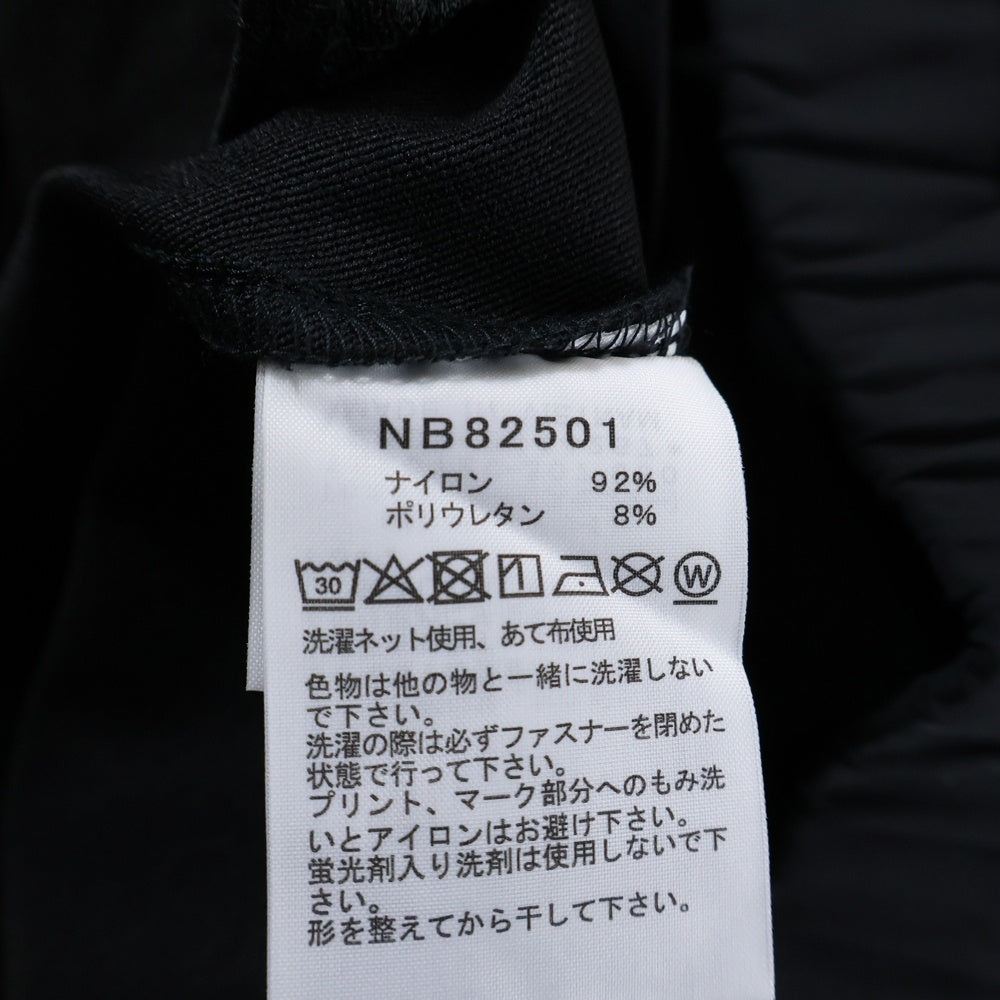 NB82501
ナイロン 92%
ポリウレタン 8%
30 W
洗濯ネット使用、あて布使用
色物は他の物と一緒に洗濯しない
で下さい。
洗濯の際は必ずファスナーを閉めた
状態で行って下さい。
プリント、マーク部分へのもみ洗
いとアイロンはお避け下さい。
蛍光剤入り洗剤は使用しないで下
さい。
形を整えてから干して下さい。